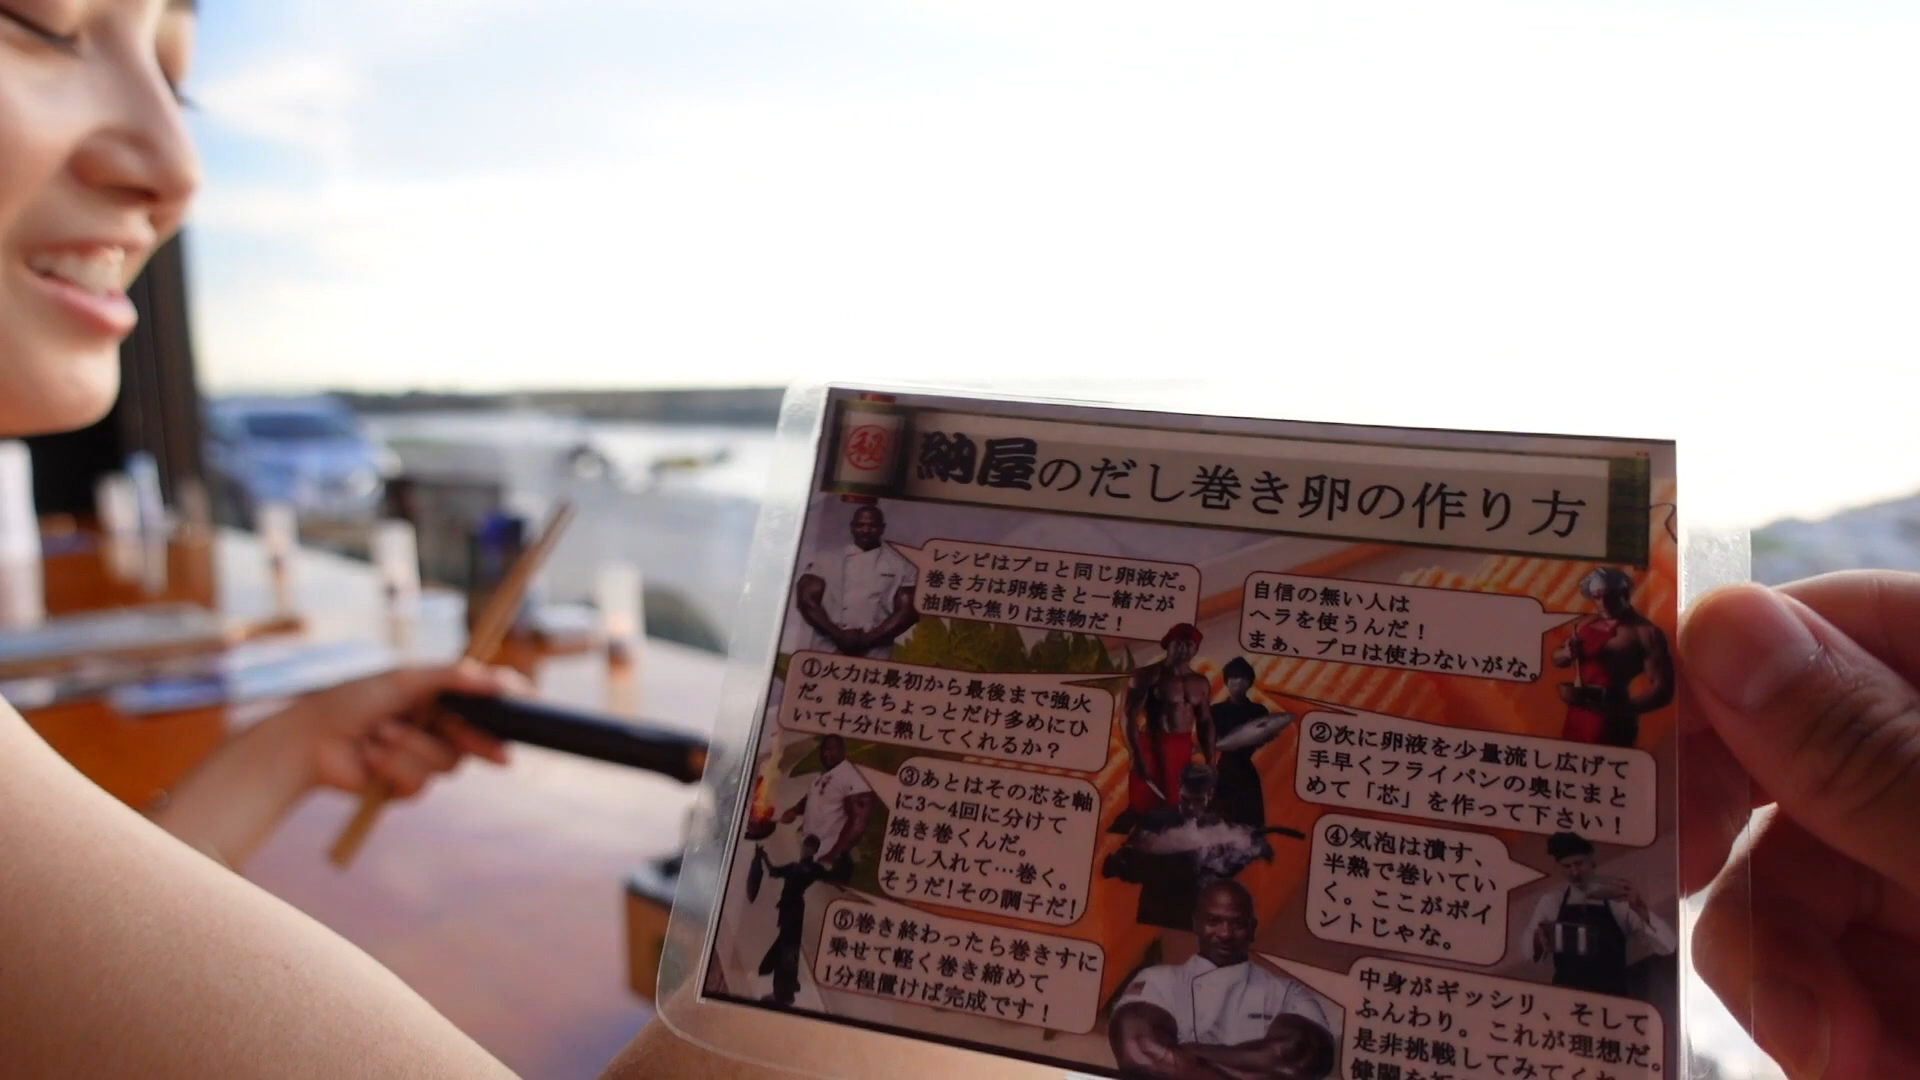 ㊙ 納屋のだし巻き卵の作り方
レシピはプロと同じ卵液だ。
巻き方は卵焼きと一緒だが
油断や焦りは禁物だ！
自信の無い人は
ヘラを使うんだ！
まぁ、プロは使わないがな。
①火力は最初から最後まで強火
だ。油をちょっとだけ多めにひ
いて十分に熱してくれるか？
②次に卵液を少量流し広げて
手早くフライパンの奥にまと
めて「芯」を作って下さい！
③あとはその芯を軸
に3〜4回に分けて
焼き巻くんだ。
流し入れて…巻く。
そうだ!その調子だ!
④気泡は潰す、
半熟で巻いてい
く。ここがポイ
ントじゃな。
⑤巻き終わったら巻きすに
乗せて軽く巻き締めて
1分程置けば完成です！
中身がギッシリ、そして
ふんわり。これが理想だ。
是非挑戦してみてくれ
健闘を